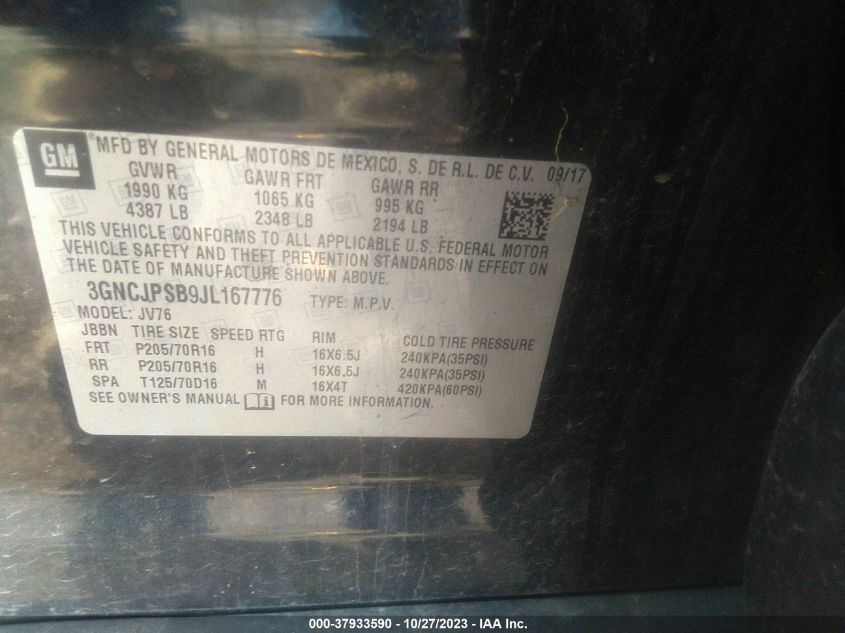 GM
MFD BY GENERAL MOTORS DE MEXICO, S. DE R.L. DE C.V. 09/17
GVWR GAWR FRT GAWR RR
1990 KG 1065 KG 995 KG
4387 LB 2348 LB 2194 LB
THIS VEHICLE CONFORMS TO ALL APPLICABLE U.S. FEDERAL MOTOR
VEHICLE SAFETY AND THEFT PREVENTION STANDARDS IN EFFECT ON
THE DATE OF MANUFACTURE SHOWN ABOVE.
3GNCJPSB9JL167776 TYPE: M.P.V.
MODEL: JV76
JBBN TIRE SIZE SPEED RTG RIM COLD TIRE PRESSURE
FRT P205/70R16 H 16X6.5J 240KPA(35PSI)
RR P205/70R16 H 16X6.5J 240KPA(35PSI)
SPA T125/70D16 M 16X4T 420KPA(60PSI)
SEE OWNER'S MANUAL FOR MORE INFORMATION.
000-37933590 - 10/27/2023 - IAA Inc.